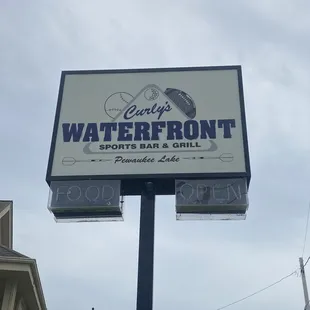 Curly's
WATERFRONT
SPORTS BAR & GRILL
Pewaukee Lake
FOOD OPEN